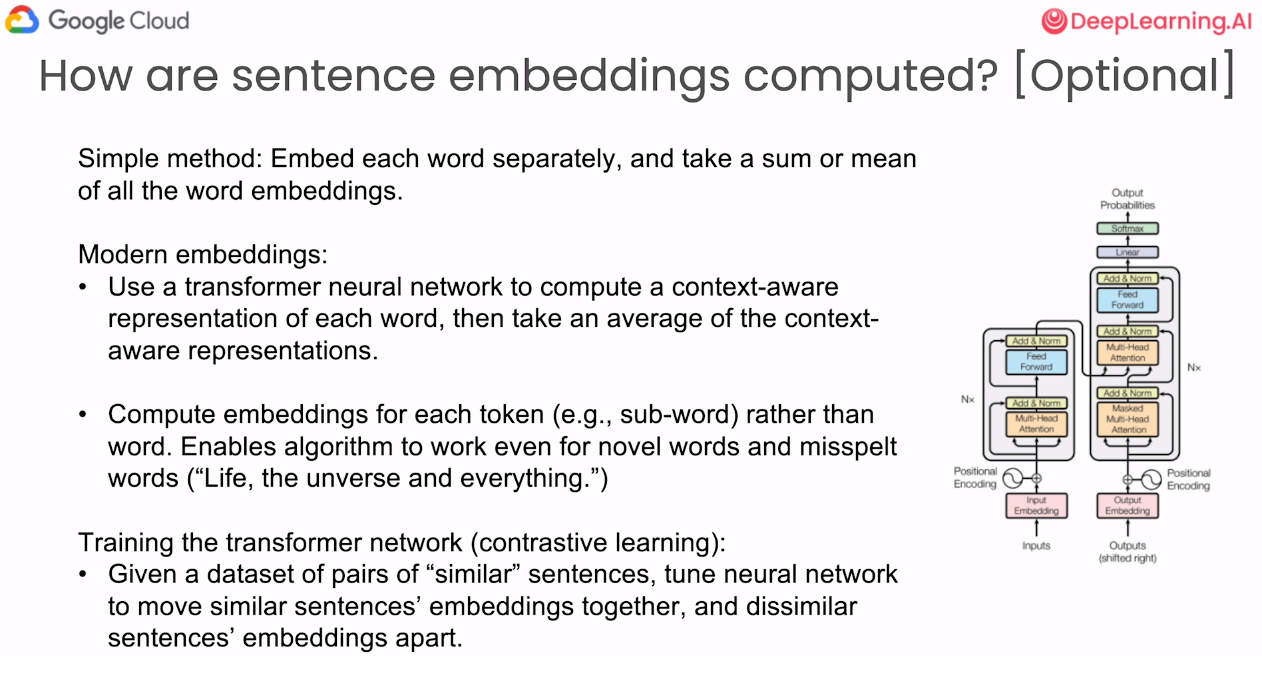 Google Cloud
DeepLearning.AI
How are sentence embeddings computed? [Optional]
Simple method: Embed each word separately, and take a sum or mean
of all the word embeddings.
Modern embeddings:
• Use a transformer neural network to compute a context-aware
representation of each word, then take an average of the context-
aware representations.
• Compute embeddings for each token (e.g., sub-word) rather than
word. Enables algorithm to work even for novel words and misspelt
words (“Life, the unverse and everything.”)
Training the transformer network (contrastive learning):
• Given a dataset of pairs of “similar” sentences, tune neural network
to move similar sentences’ embeddings together, and dissimilar
sentences’ embeddings apart.
Output
Probabilities
Softmax
Linear
Add & Norm
Feed
Forward
Add & Norm
Multi-Head
Attention
Add & Norm
Masked
Multi-Head
Attention
Nx
Positional
Encoding
Output
Embedding
Outputs
(shifted right)
Add & Norm
Feed
Forward
Add & Norm
Multi-Head
Attention
Nx
Positional
Encoding
Input
Embedding
Inputs